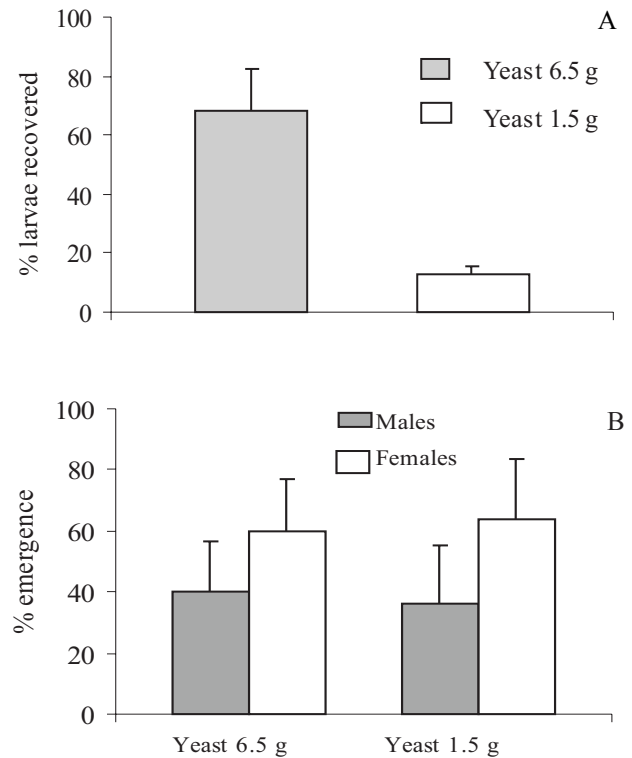 A
% larvae recovered
100
80
60
40
20
0
Yeast 6.5 g
Yeast 1.5 g
B
% emergence
100
80
60
40
20
0
Males
Females
Yeast 6.5 g
Yeast 1.5 g